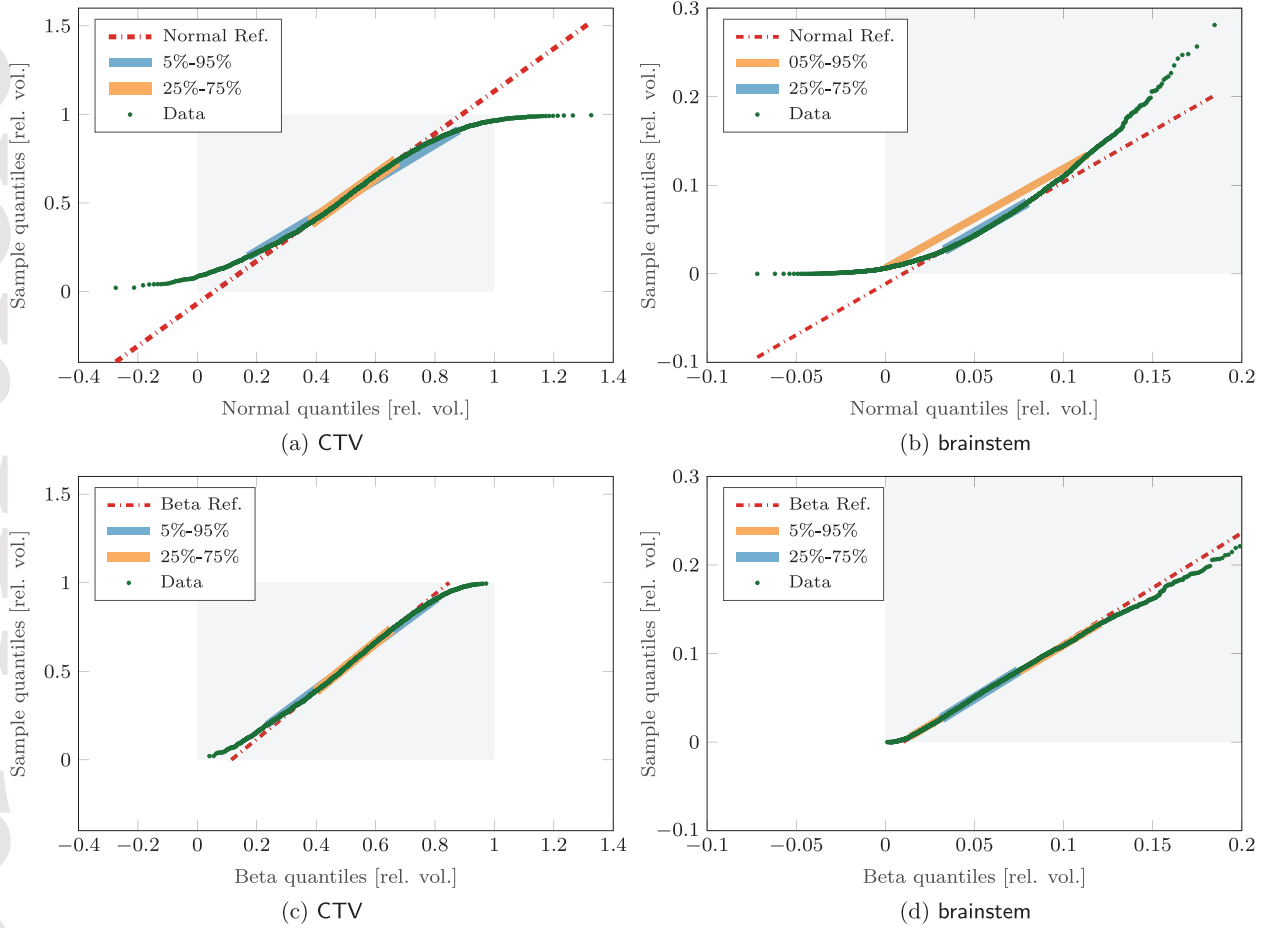 1.5
1
0.5
0
Sample quantiles [rel. vol.]
Normal Ref.
5%-95%
25%-75%
Data
−0.4 −0.2 0 0.2 0.4 0.6 0.8 1 1.2 1.4
Normal quantiles [rel. vol.]
(a) CTV
0.3
0.2
0.1
0
−0.1
Sample quantiles [rel. vol.]
Normal Ref.
05%-95%
25%-75%
Data
−0.1 −0.05 0 0.05 0.1 0.15 0.2
Normal quantiles [rel. vol.]
(b) brainstem
1.5
1
0.5
0
Sample quantiles [rel. vol.]
Beta Ref.
5%-95%
25%-75%
Data
−0.4 −0.2 0 0.2 0.4 0.6 0.8 1 1.2 1.4
Beta quantiles [rel. vol.]
(c) CTV
0.3
0.2
0.1
0
−0.1
Sample quantiles [rel. vol.]
Beta Ref.
5%-95%
25%-75%
Data
−0.1 −0.05 0 0.05 0.1 0.15 0.2
Beta quantiles [rel. vol.]
(d) brainstem